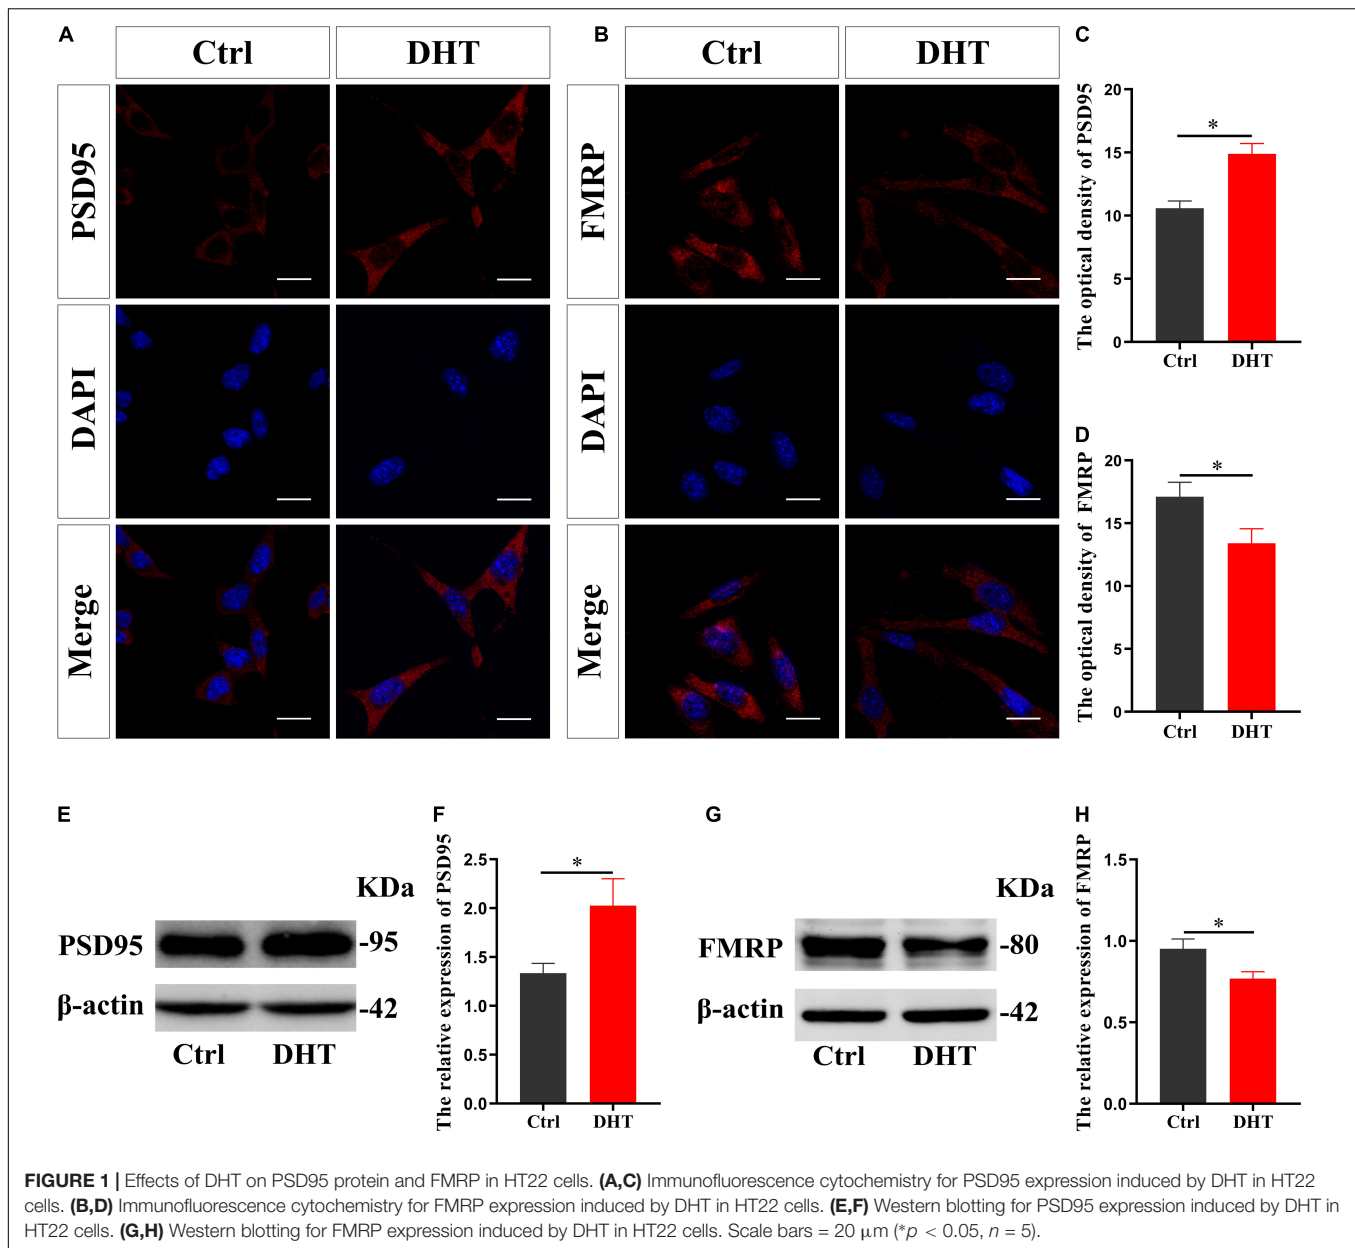 A
Ctrl
DHT
PSD95
DAPI
Merge
B
Ctrl
DHT
FMRP
DAPI
Merge
C
The optical density of PSD95
20
15
10
5
0
*
Ctrl
DHT
D
The optical density of FMRP
20
15
10
5
0
*
Ctrl
DHT
E
KDa
PSD95
-95
β-actin
-42
Ctrl
DHT
F
The relative expression of PSD95
2.5
2.0
1.5
1.0
0.5
0.0
*
Ctrl
DHT
G
KDa
FMRP
-80
β-actin
-42
Ctrl
DHT
H
The relative expression of FMRP
1.5
1.0
0.5
0.0
*
Ctrl
DHT
FIGURE 1 | Effects of DHT on PSD95 protein and FMRP in HT22 cells. (A,C) Immunofluorescence cytochemistry for PSD95 expression induced by DHT in HT22
cells. (B,D) Immunofluorescence cytochemistry for FMRP expression induced by DHT in HT22 cells. (E,F) Western blotting for PSD95 expression induced by DHT in
HT22 cells. (G,H) Western blotting for FMRP expression induced by DHT in HT22 cells. Scale bars = 20 μm (*p < 0.05, n = 5).